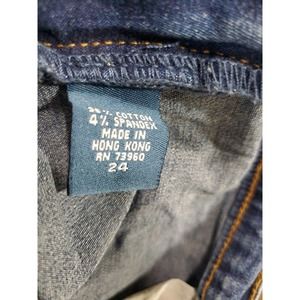 96% COTTON
4% SPANDEX
MADE IN
HONG KONG
RN 73960
24